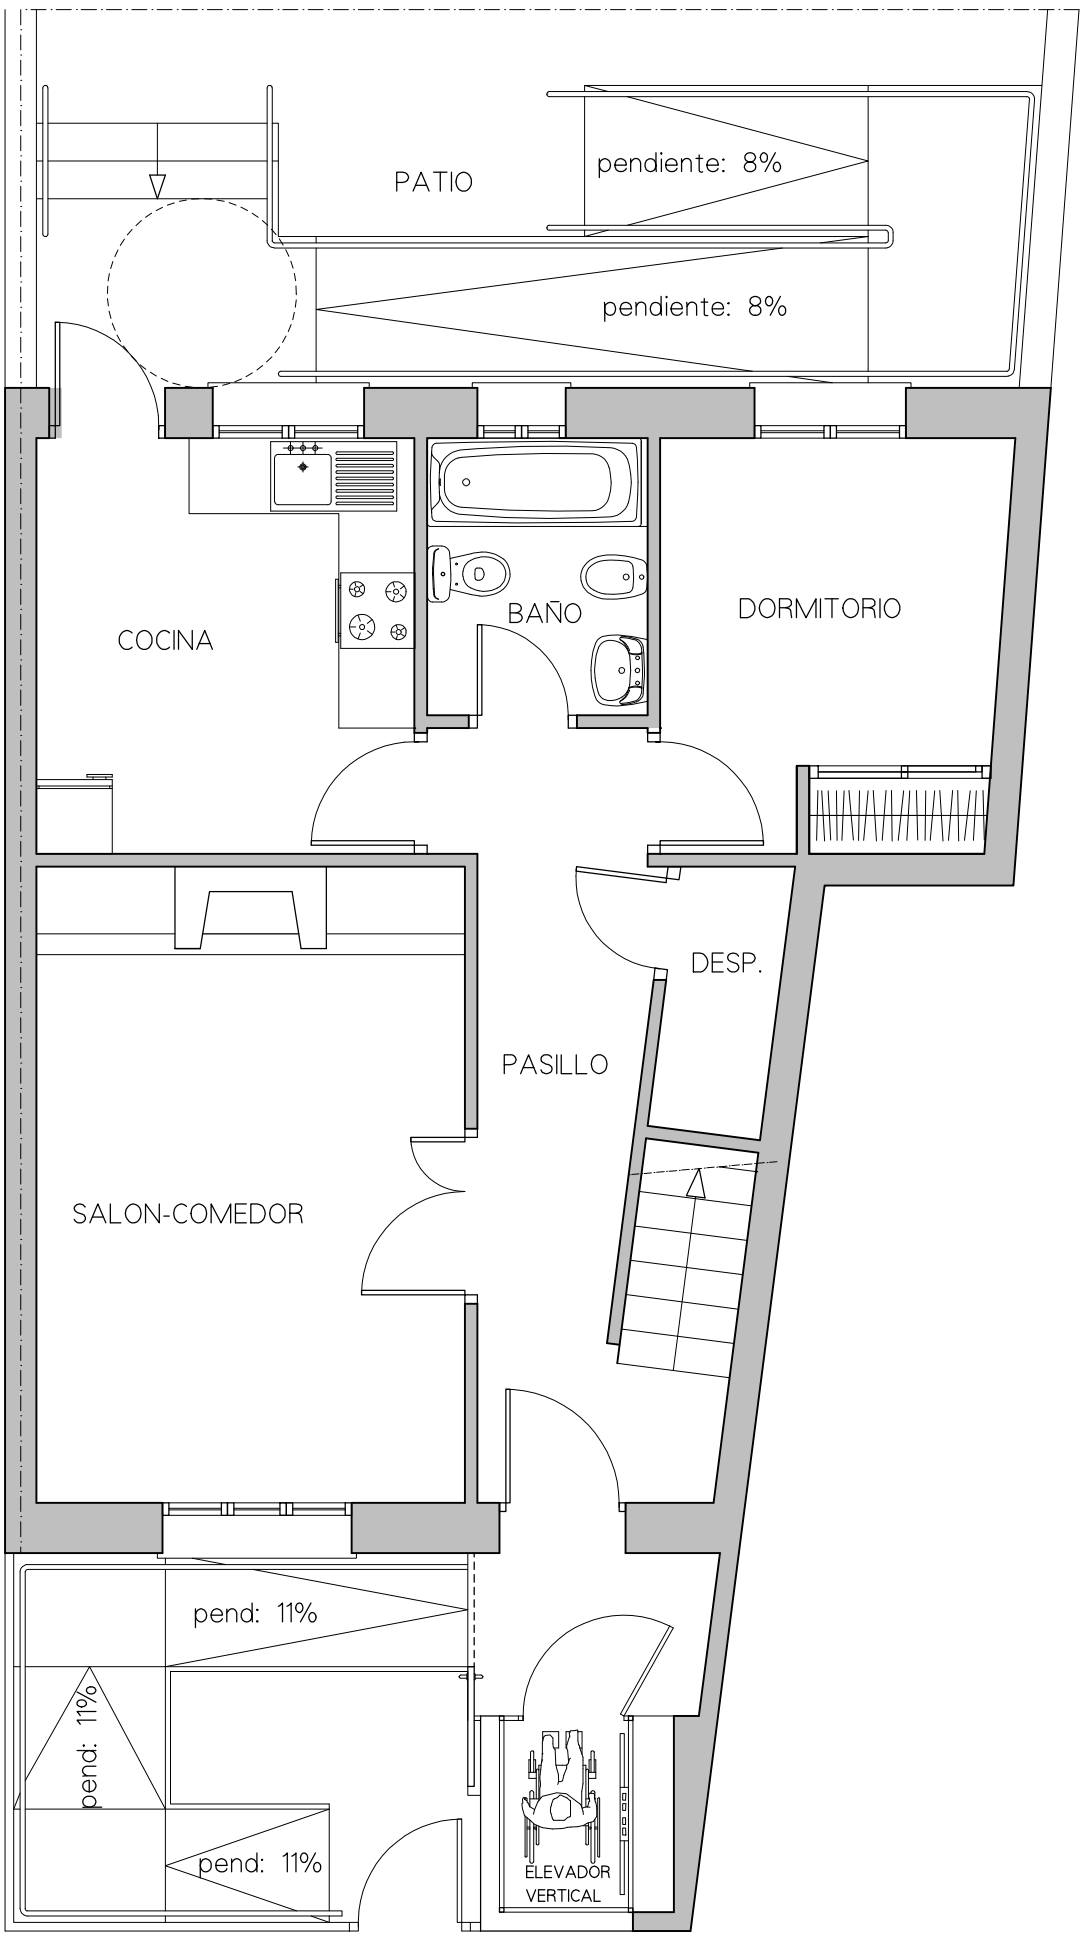 pendiente: 8%
PATIO
pendiente: 8%
DORMITORIO
BAÑO
COCINA
DESP.
PASILLO
SALON-COMEDOR
pend: 11%
pend: 11%
pend: 11%
ELEVADOR
VERTICAL